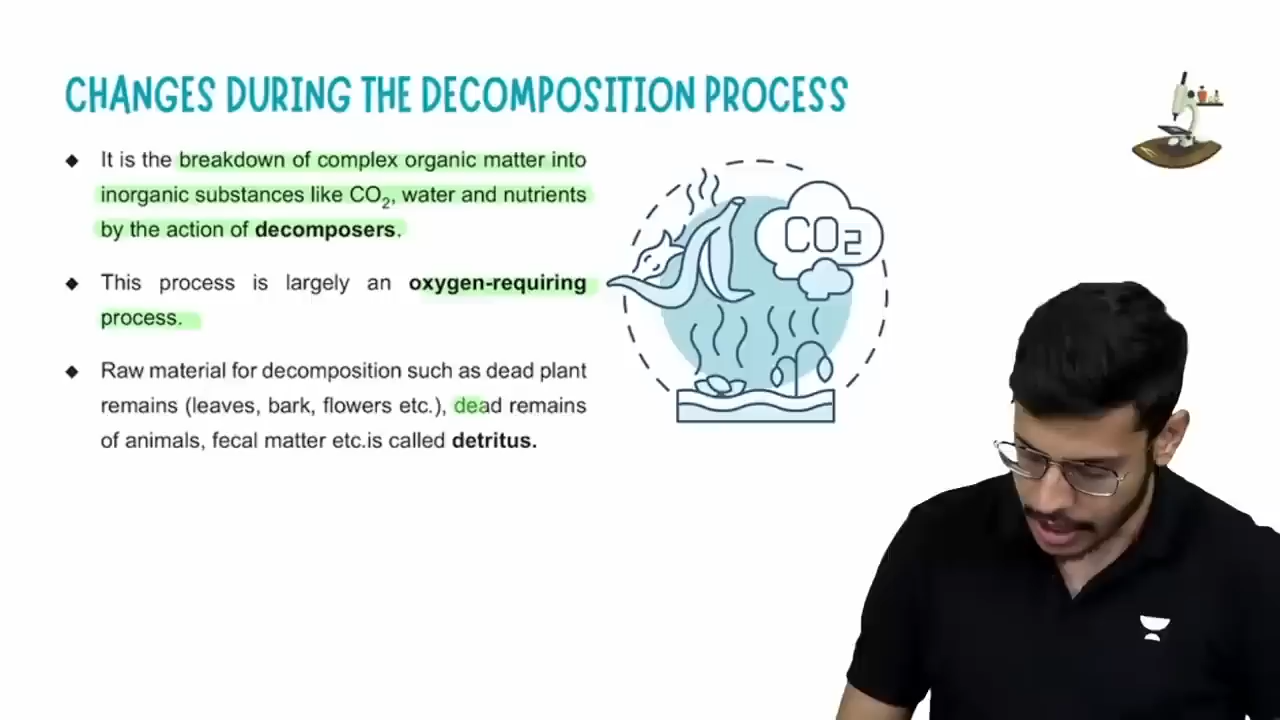 CHANGES DURING THE DECOMPOSITION PROCESS
◆ It is the breakdown of complex organic matter into
inorganic substances like CO₂, water and nutrients
by the action of decomposers.
◆ This process is largely an oxygen-requiring
process.
◆ Raw material for decomposition such as dead plant
remains (leaves, bark, flowers etc.), dead remains
of animals, fecal matter etc.is called detritus.
CO₂